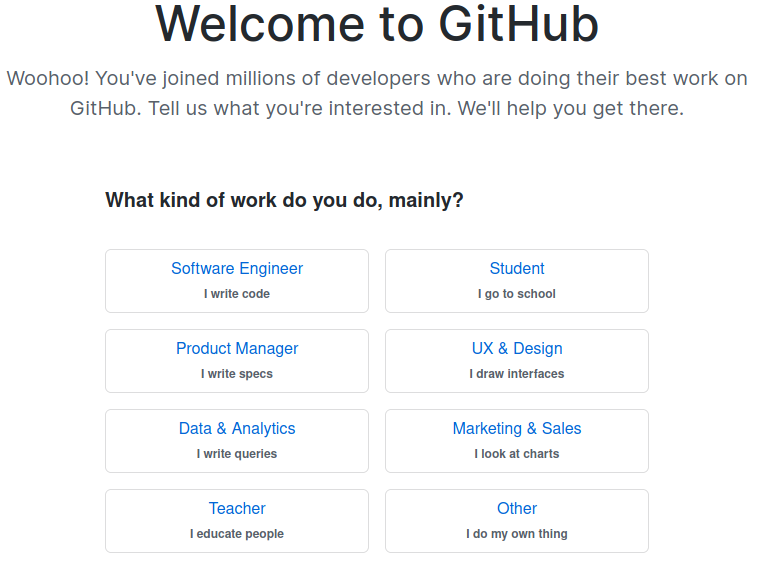 Welcome to GitHub
Woohoo! You've joined millions of developers who are doing their best work on
GitHub. Tell us what you're interested in. We'll help you get there.
What kind of work do you do, mainly?
Software Engineer
I write code
Student
I go to school
Product Manager
I write specs
UX & Design
I draw interfaces
Data & Analytics
I write queries
Marketing & Sales
I look at charts
Teacher
I educate people
Other
I do my own thing